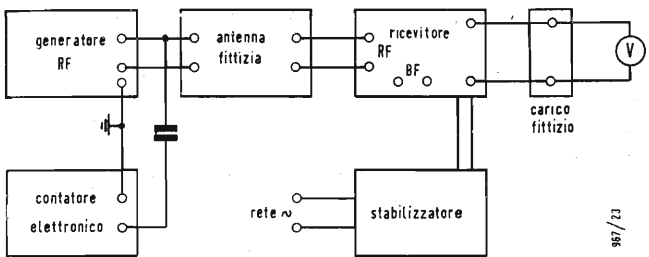 generatore
RF
antenna
fittizia
ricevitore
RF
BF
V
carico
fittizio
contatore
elettronico
rete ~
stabilizzatore
967/23